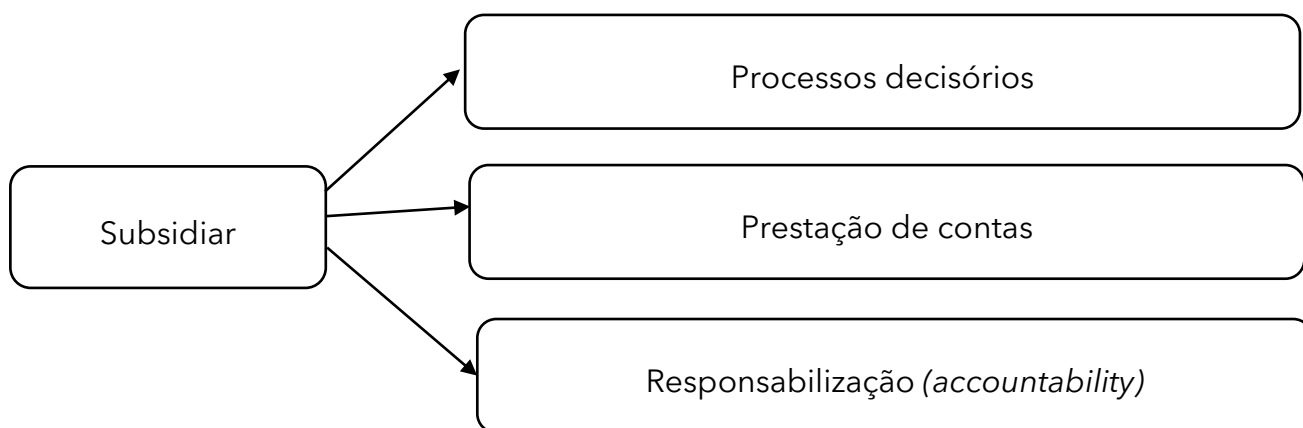 Processos decisórios
Subsidiar
Prestação de contas
Responsabilização (accountability)